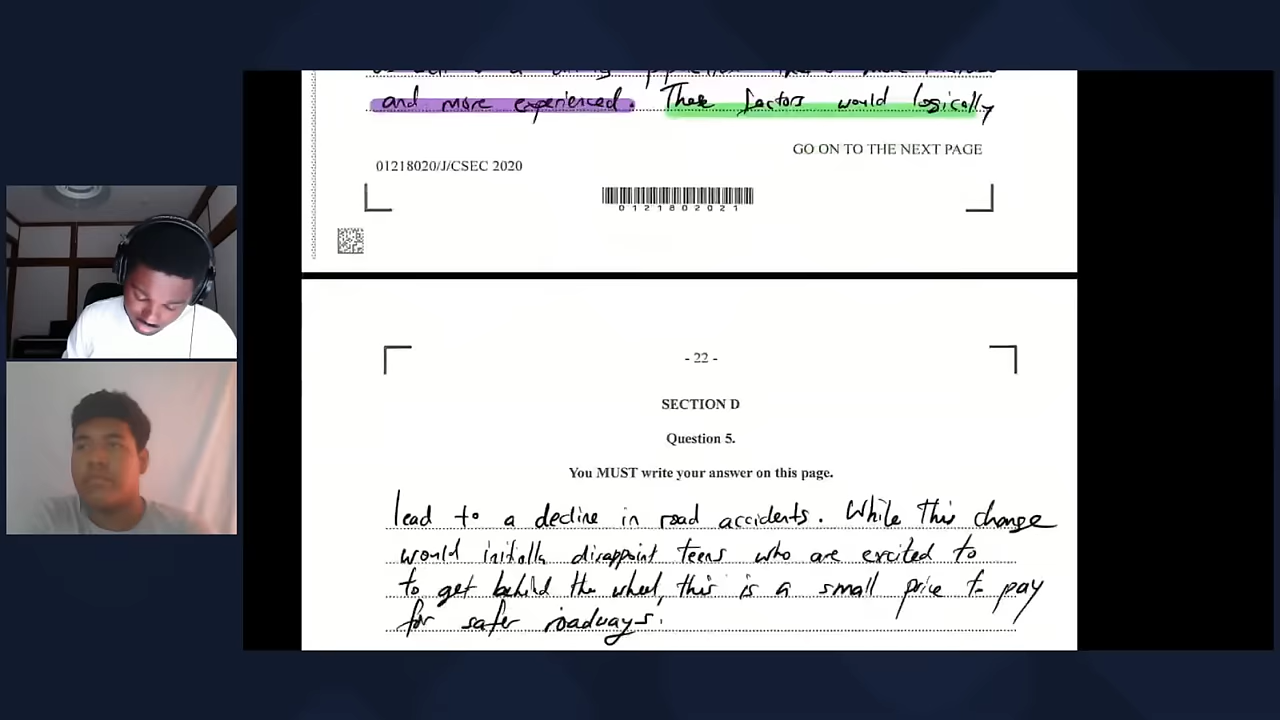 and more experienced. These factors would logically
GO ON TO THE NEXT PAGE
01218020/J/CSEC 2020
0121802021
- 22 -
SECTION D
Question 5.
You MUST write your answer on this page.
lead to a decline in road accidents. While this change
would initally disappoint teens who are excited to
to get behind the wheel, this is a small price to pay
for safer roadways.